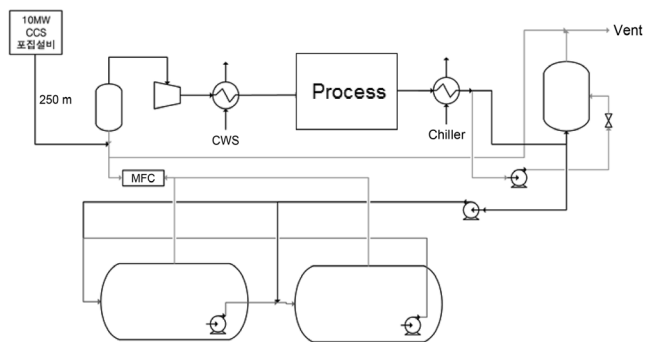 10MW
CCS
포집설비
250 m
Process
CWS
Chiller
Vent
MFC